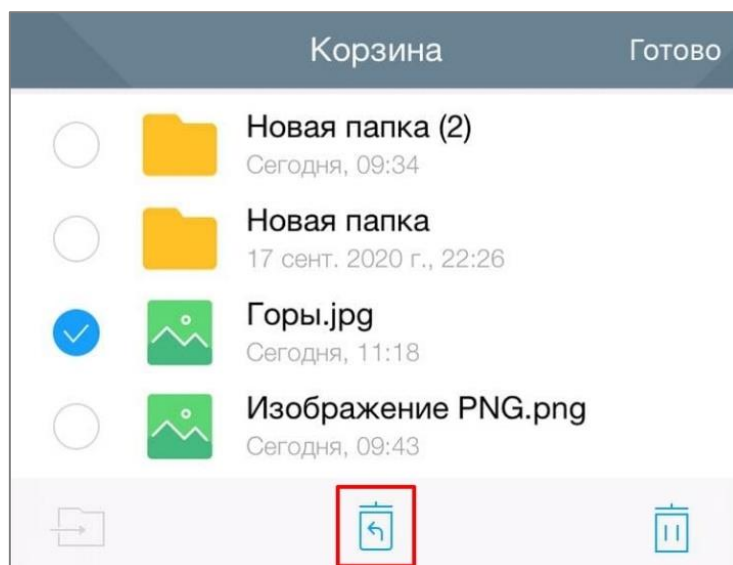 Корзина
Готово
Новая папка (2)
Сегодня, 09:34
Новая папка
17 сент. 2020 г., 22:26
Горы.jpg
Сегодня, 11:18
Изображение PNG.png
Сегодня, 09:43